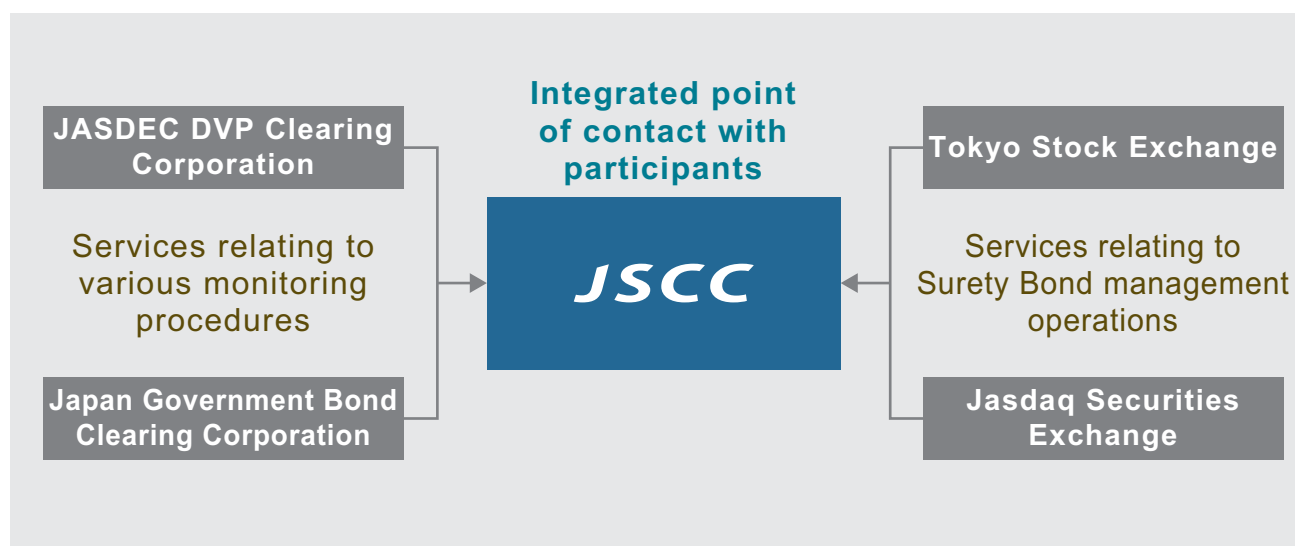 JASDEC DVP Clearing
Corporation
Services relating to
various monitoring
procedures
Japan Government Bond
Clearing Corporation
Integrated point
of contact with
participants
JSCC
Tokyo Stock Exchange
Services relating to
Surety Bond management
operations
Jasdaq Securities
Exchange